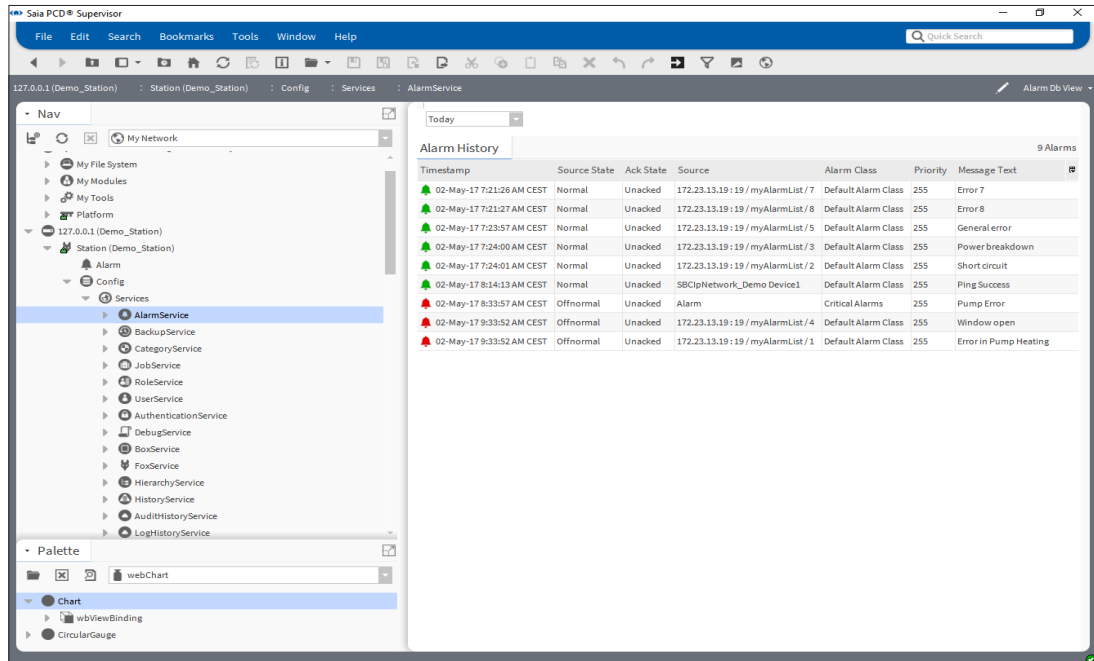 Saia PCD® Supervisor
File Edit Search Bookmarks Tools Window Help
Quick Search
127.0.0.1 (Demo_Station) : Station (Demo_Station) : Config : Services : AlarmService Alarm Db View
Nav
My Network
My File System
My Modules
My Tools
Platform
127.0.0.1 (Demo_Station)
Station (Demo_Station)
Alarm
Config
Services
AlarmService
BackupService
CategoryService
JobService
RoleService
UserService
AuthenticationService
DebugService
BoxService
FoxService
HierarchyService
HistoryService
AuditHistoryService
LogHistoryService
Palette
webChart
Chart
wbViewBinding
CircularGauge
Today
Alarm History 9 Alarms
Timestamp Source State Ack State Source Alarm Class Priority Message Text
02-May-17 7:21:26 AM CEST Normal Unacked 172.23.13.19 : 19 / myAlarmList / 7 Default Alarm Class 255 Error 7
02-May-17 7:21:27 AM CEST Normal Unacked 172.23.13.19 : 19 / myAlarmList / 8 Default Alarm Class 255 Error 8
02-May-17 7:23:57 AM CEST Normal Unacked 172.23.13.19 : 19 / myAlarmList / 5 Default Alarm Class 255 General error
02-May-17 7:24:00 AM CEST Normal Unacked 172.23.13.19 : 19 / myAlarmList / 3 Default Alarm Class 255 Power breakdown
02-May-17 7:24:01 AM CEST Normal Unacked 172.23.13.19 : 19 / myAlarmList / 2 Default Alarm Class 255 Short circuit
02-May-17 8:14:13 AM CEST Normal Unacked SBCIpNetwork_Demo Device1 Default Alarm Class 255 Ping Success
02-May-17 8:33:57 AM CEST Offnormal Unacked Alarm Critical Alarms 255 Pump Error
02-May-17 9:33:52 AM CEST Offnormal Unacked 172.23.13.19 : 19 / myAlarmList / 4 Default Alarm Class 255 Window open
02-May-17 9:33:52 AM CEST Offnormal Unacked 172.23.13.19 : 19 / myAlarmList / 1 Default Alarm Class 255 Error in Pump Heating